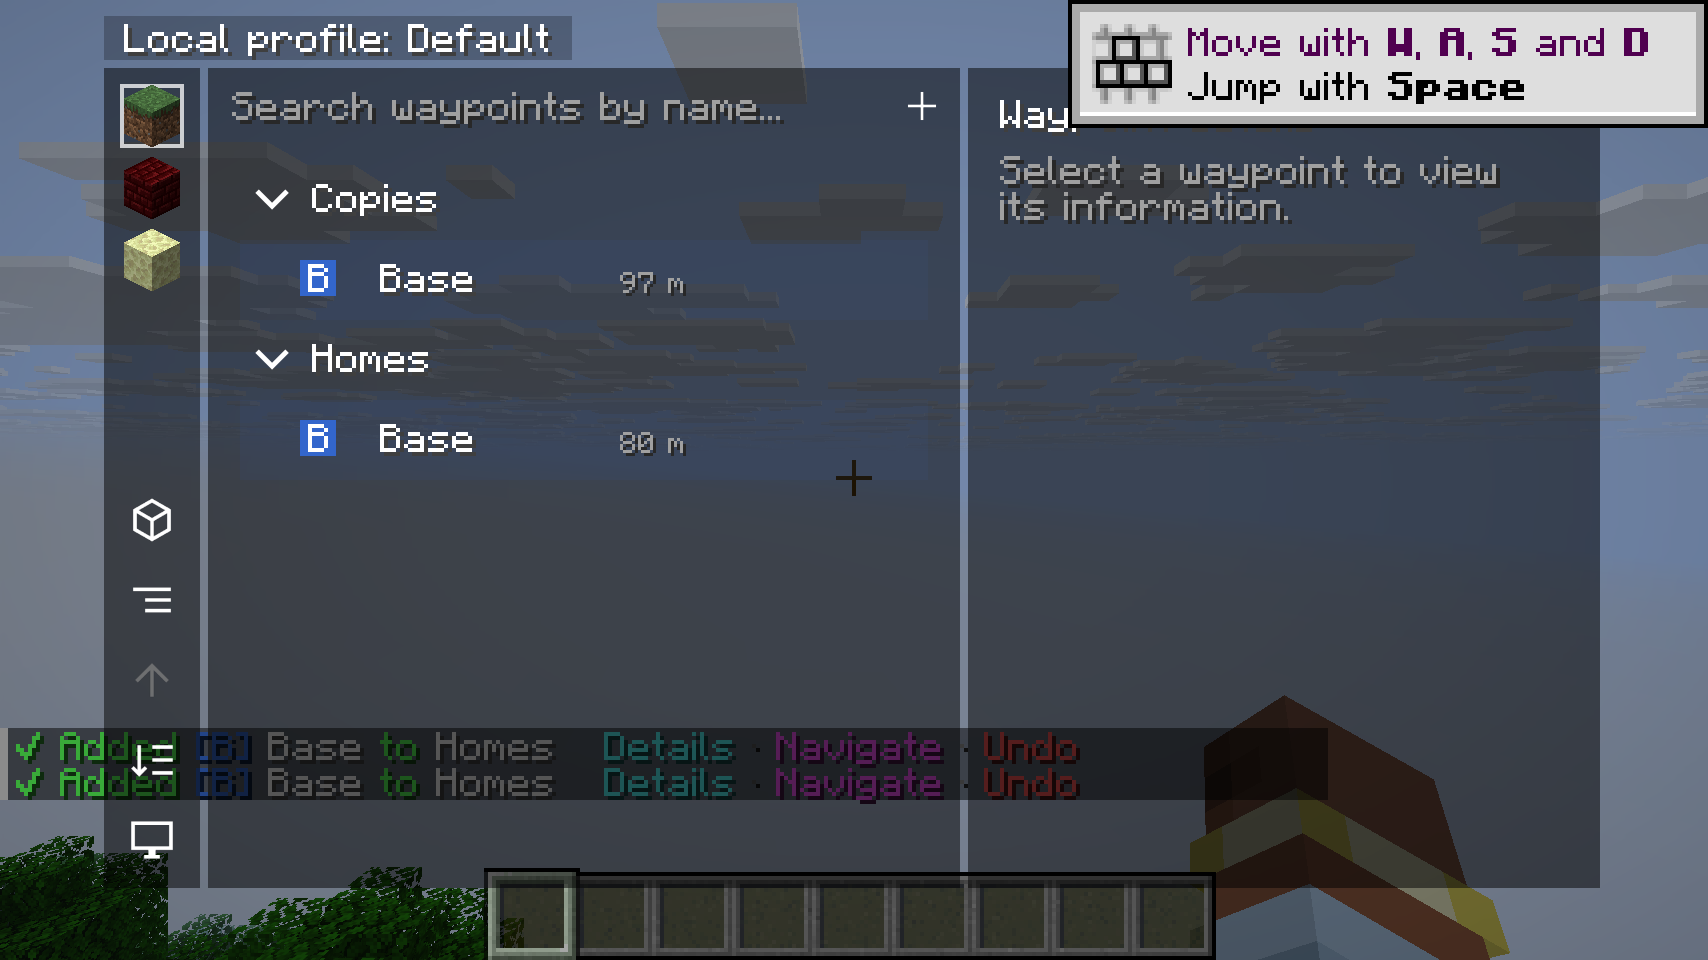 Local profile: Default
Move with W, A, S and D
Jump with Space
Search waypoints by name...
Select a waypoint to view
its information.
Copies
B Base 97 m
Homes
B Base 80 m
✓ Added [B] Base to Homes Details · Navigate · Undo
✓ Added [B] Base to Homes Details · Navigate · Undo